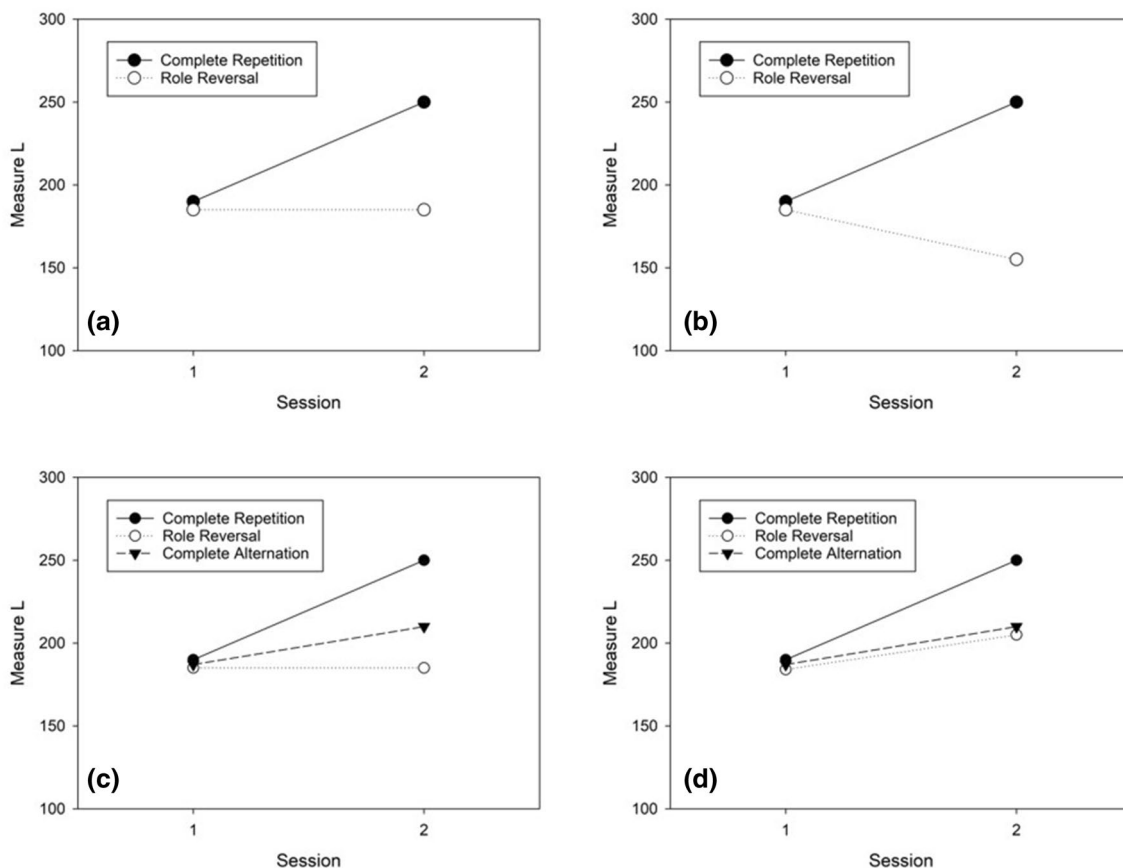 300
250
200
150
100
Measure L
Complete Repetition
Role Reversal
(a)
1
2
Session
300
250
200
150
100
Measure L
Complete Repetition
Role Reversal
(b)
1
2
Session
300
250
200
150
100
Measure L
Complete Repetition
Role Reversal
Complete Alternation
(c)
1
2
Session
300
250
200
150
100
Measure L
Complete Repetition
Role Reversal
Complete Alternation
(d)
1
2
Session